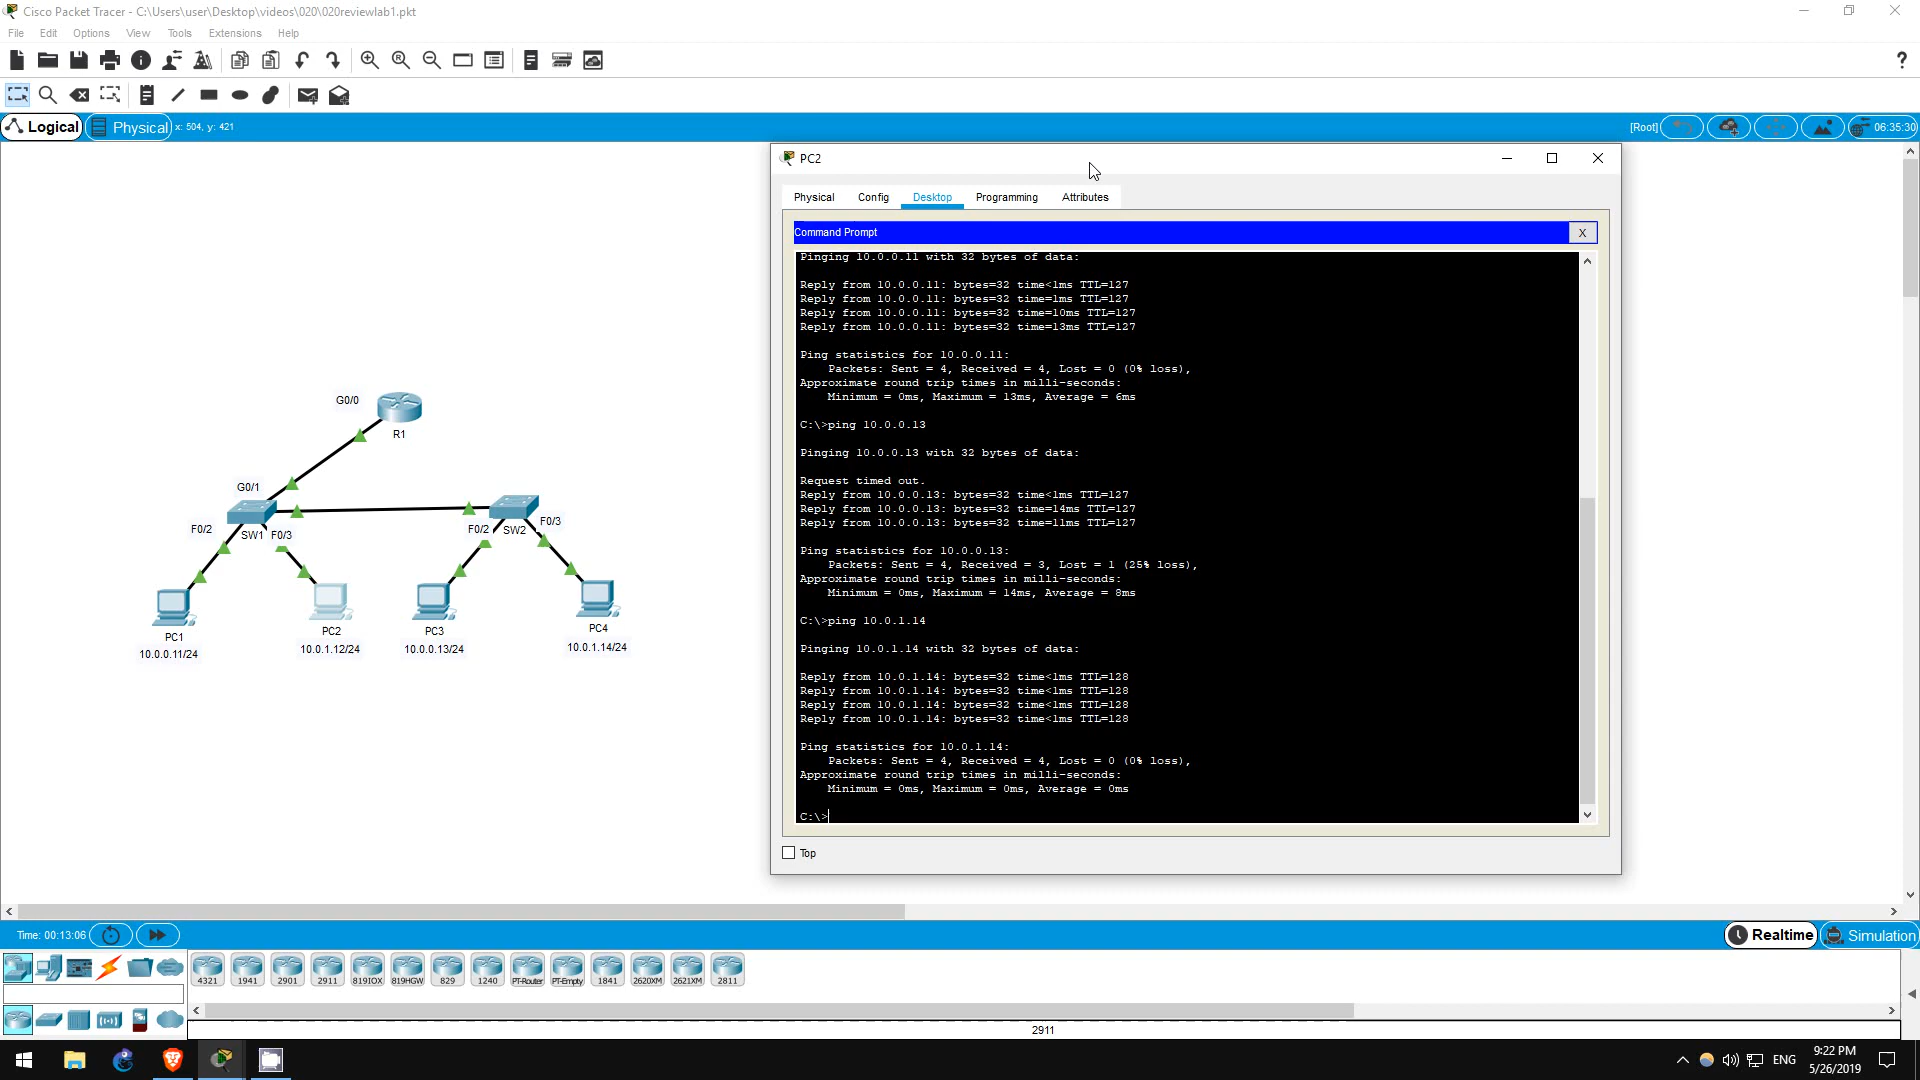 Cisco Packet Tracer - C:\Users\user\Desktop\videos\020\020reviewlab1.pkt
File Edit Options View Tools Extensions Help
?
Logical Physical x: 504, y: 421 [Root] 06:35:30
G0/0
R1
G0/1
F0/2 SW1 F0/3
F0/2 SW2 F0/3
PC1
10.0.0.11/24
PC2
10.0.1.12/24
PC3
10.0.0.13/24
PC4
10.0.1.14/24
PC2
Physical Config Desktop Programming Attributes
Command Prompt X
Pinging 10.0.0.11 with 32 bytes of data:
Reply from 10.0.0.11: bytes=32 time<1ms TTL=127
Reply from 10.0.0.11: bytes=32 time=1ms TTL=127
Reply from 10.0.0.11: bytes=32 time=10ms TTL=127
Reply from 10.0.0.11: bytes=32 time=13ms TTL=127
Ping statistics for 10.0.0.11:
Packets: Sent = 4, Received = 4, Lost = 0 (0% loss),
Approximate round trip times in milli-seconds:
Minimum = 0ms, Maximum = 13ms, Average = 6ms
C:\>ping 10.0.0.13
Pinging 10.0.0.13 with 32 bytes of data:
Request timed out.
Reply from 10.0.0.13: bytes=32 time<1ms TTL=127
Reply from 10.0.0.13: bytes=32 time=14ms TTL=127
Reply from 10.0.0.13: bytes=32 time=11ms TTL=127
Ping statistics for 10.0.0.13:
Packets: Sent = 4, Received = 3, Lost = 1 (25% loss),
Approximate round trip times in milli-seconds:
Minimum = 0ms, Maximum = 14ms, Average = 8ms
C:\>ping 10.0.1.14
Pinging 10.0.1.14 with 32 bytes of data:
Reply from 10.0.1.14: bytes=32 time<1ms TTL=128
Reply from 10.0.1.14: bytes=32 time<1ms TTL=128
Reply from 10.0.1.14: bytes=32 time<1ms TTL=128
Reply from 10.0.1.14: bytes=32 time<1ms TTL=128
Ping statistics for 10.0.1.14:
Packets: Sent = 4, Received = 4, Lost = 0 (0% loss),
Approximate round trip times in milli-seconds:
Minimum = 0ms, Maximum = 0ms, Average = 0ms
C:\>
Top
Time: 00:13:06 Realtime Simulation
4321 1941 2901 2911 819IOX 819HGW 829 1240 PT-Router PT-Empty 1841 2620XM 2621XM 2811
2911
ENG 9:22 PM
5/26/2019